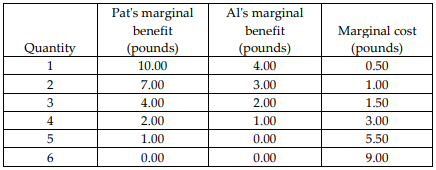 Pat's marginal Al's marginal
benefit benefit Marginal cost
Quantity (pounds) (pounds) (pounds)
1 10.00 4.00 0.50
2 7.00 3.00 1.00
3 4.00 2.00 1.50
4 2.00 1.00 3.00
5 1.00 0.00 5.50
6 0.00 0.00 9.00